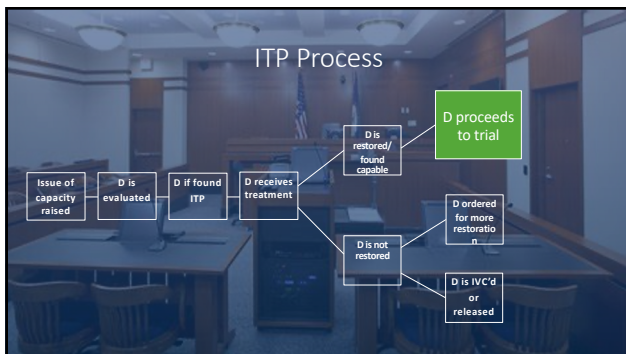 ITP Process
Issue of
capacity
raised
D is
evaluated
D if found
ITP
D receives
treatment
D is
restored/
found
capable
D proceeds
to trial
D is not
restored
D ordered
for more
restoratio
n
D is IVC'd
or
released